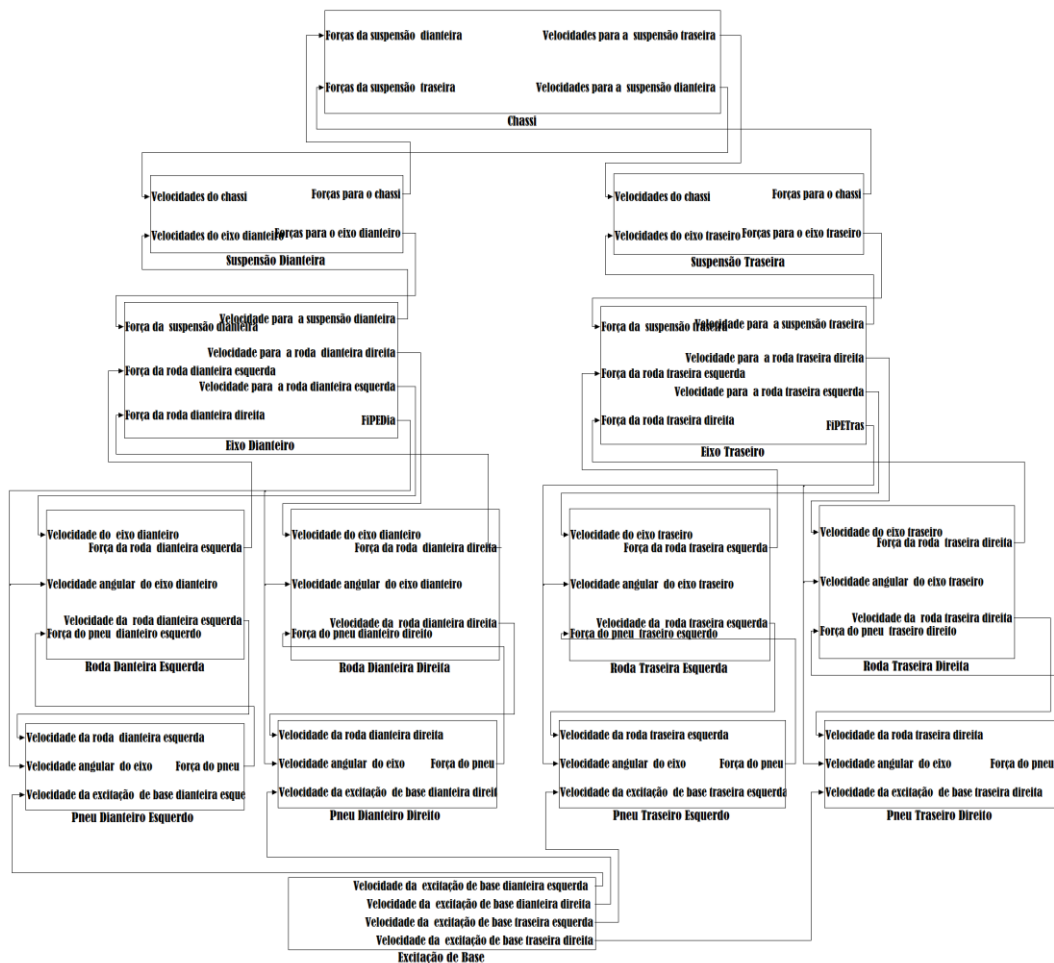 Forças da suspensão dianteira
Velocidades para a suspensão traseira
Forças da suspensão traseira
Velocidades para a suspensão dianteira
Chassi
Velocidades do chassi
Forças para o chassi
Velocidades do eixo dianteiro
Forças para o eixo dianteiro
Suspensão Dianteira
Velocidades do chassi
Forças para o chassi
Velocidades do eixo traseiro
Forças para o eixo traseiro
Suspensão Traseira
Velocidade para a suspensão dianteira
Força da suspensão dianteira
Velocidade para a roda dianteira direita
Força da roda dianteira esquerda
Velocidade para a roda dianteira esquerda
Força da roda dianteira direita
FiPEDia
Eixo Dianteiro
Velocidade para a suspensão traseira
Força da suspensão traseira
Velocidade para a roda traseira direita
Força da roda traseira esquerda
Velocidade para a roda traseira esquerda
Força da roda traseira direita
FiPETras
Eixo Traseiro
Velocidade do eixo dianteiro
Força da roda dianteira esquerda
Velocidade angular do eixo dianteiro
Velocidade da roda dianteira esquerda
Força do pneu dianteiro esquerdo
Roda Danteira Esquerda
Velocidade do eixo dianteiro
Força da roda dianteira direita
Velocidade angular do eixo dianteiro
Velocidade da roda dianteira direita
Força do pneu dianteiro direito
Roda Dianteira Direita
Velocidade do eixo traseiro
Força da roda traseira esquerda
Velocidade angular do eixo traseiro
Velocidade da roda traseira esquerda
Força do pneu traseiro esquerdo
Roda Traseira Esquerda
Velocidade do eixo traseiro
Força da roda traseira direita
Velocidade angular do eixo traseiro
Velocidade da roda traseira direita
Força do pneu traseiro direito
Roda Traseira Direita
Velocidade da roda dianteira esquerda
Velocidade angular do eixo
Força do pneu
Velocidade da excitação de base dianteira esque
Pneu Dianteiro Esquerdo
Velocidade da roda dianteira direita
Velocidade angular do eixo
Força do pneu
Velocidade da excitação de base dianteira direit
Pneu Dianteiro Direito
Velocidade da roda traseira esquerda
Velocidade angular do eixo
Força do pneu
Velocidade da excitação de base traseira esquerda
Pneu Traseiro Esquerdo
Velocidade da roda traseira direita
Velocidade angular do eixo
Força do pneu
Velocidade da excitação de base traseira direita
Pneu Traseiro Direito
Velocidade da excitação de base dianteira esquerda
Velocidade da excitação de base dianteira direita
Velocidade da excitação de base traseira esquerda
Velocidade da excitação de base traseira direita
Excitação de Base